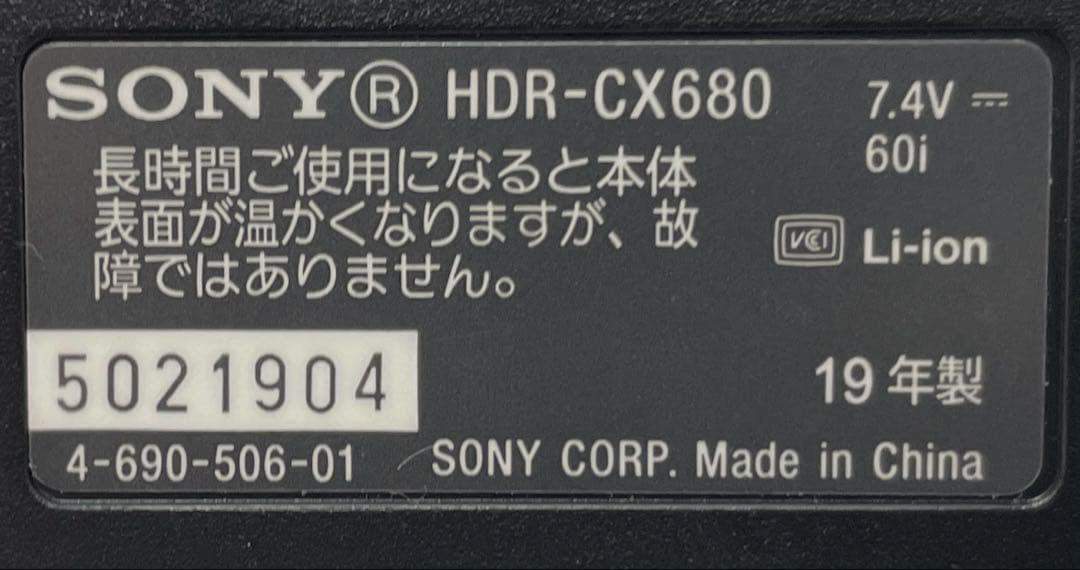 SONY® HDR-CX680
7.4V ⎓
60i
長時間ご使用になると本体
表面が温かくなりますが、故
障ではありません。
VCCI Li-ion
5021904
19 年製
4-690-506-01 SONY CORP. Made in China